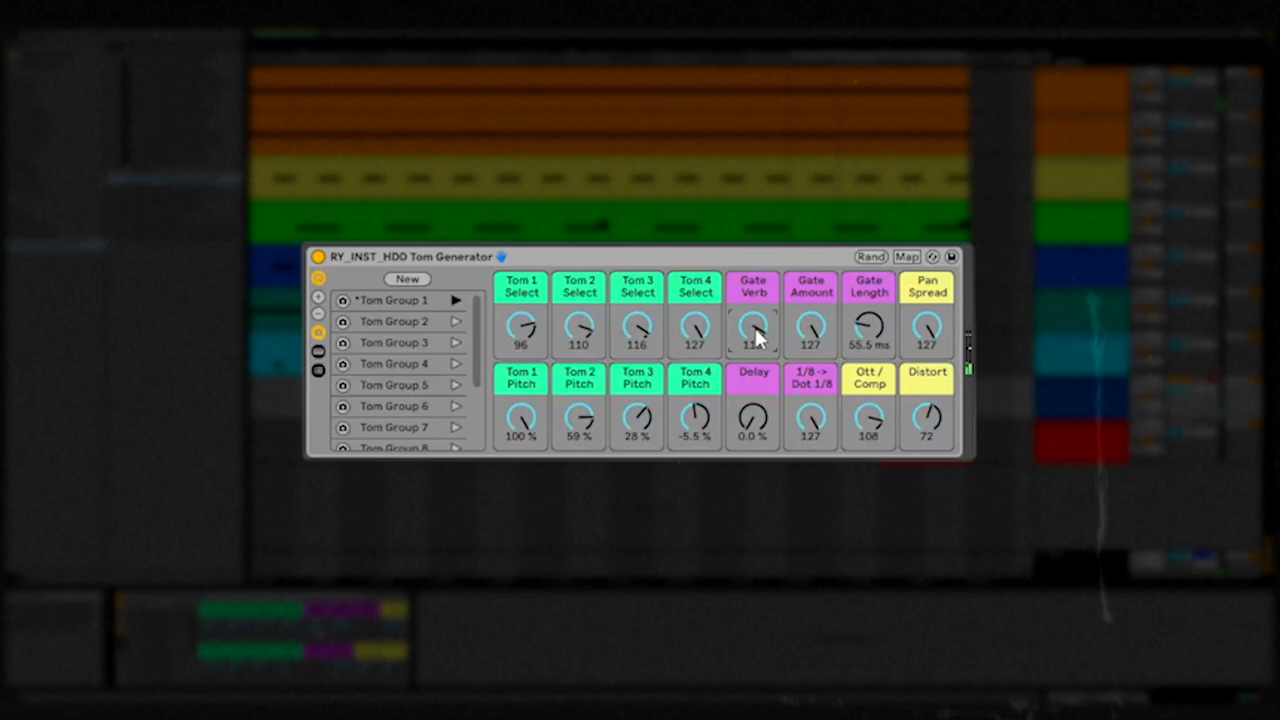 RY_INST_HDD Tom Generator
Rand Map
New
*Tom Group 1
Tom Group 2
Tom Group 3
Tom Group 4
Tom Group 5
Tom Group 6
Tom Group 7
Tom Group 8
Tom 1 Select
Tom 2 Select
Tom 3 Select
Tom 4 Select
Gate Verb
Gate Amount
Gate Length
Pan Spread
96 110 116 127 127 55.5 ms 127
Tom 1 Pitch
Tom 2 Pitch
Tom 3 Pitch
Tom 4 Pitch
Delay
1/8 -> Dot 1/8
Ott / Comp
Distort
100 % 59 % 28 % -5.5 % 0.0 % 127 108 72